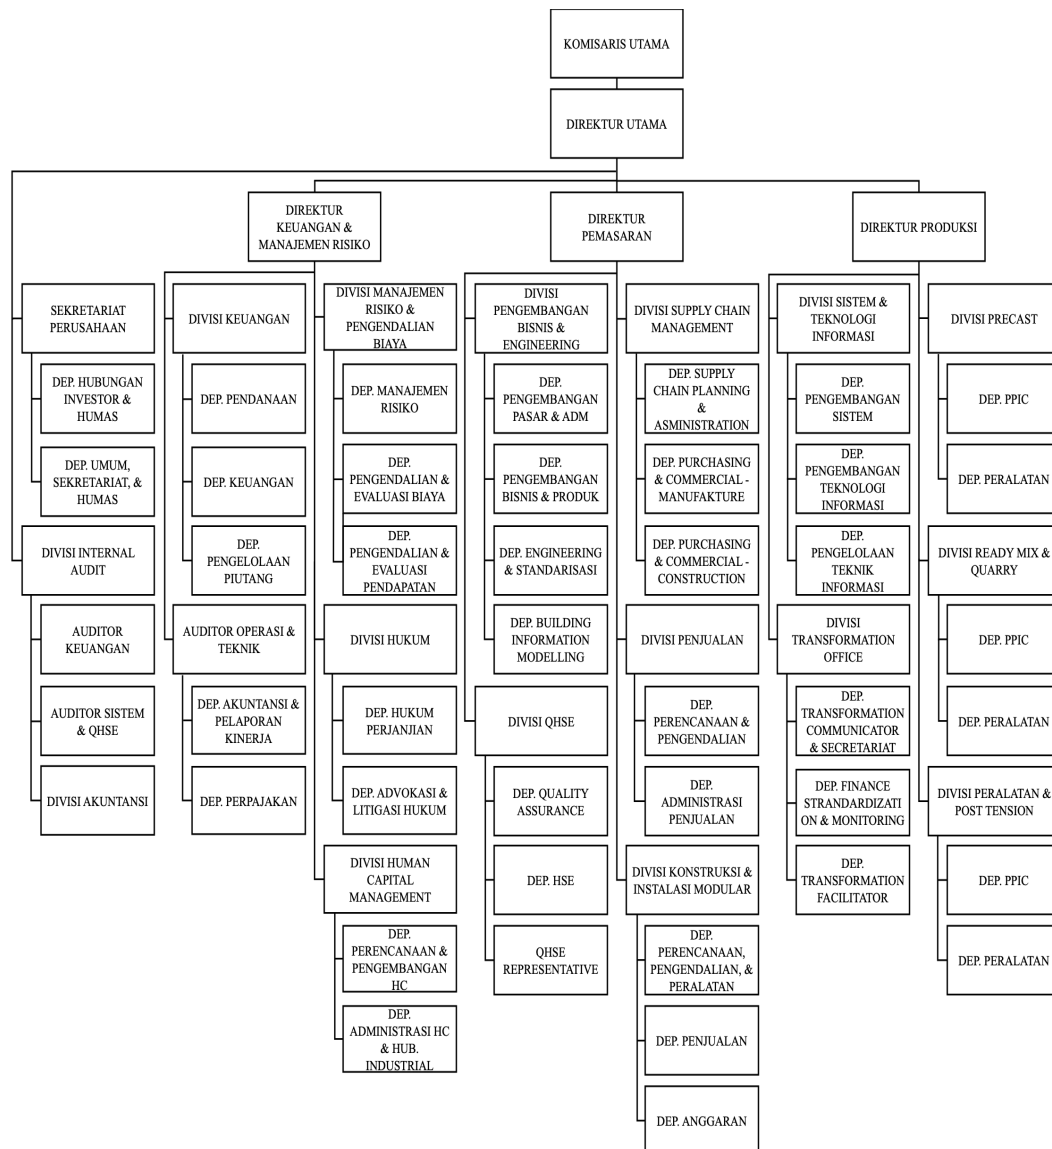 KOMISARIS UTAMA
DIREKTUR UTAMA
DIREKTUR
KEUANGAN &
MANAJEMEN RISIKO
DIREKTUR
PEMASARAN
DIREKTUR PRODUKSI
SEKRETARIAT
PERUSAHAAN
DEP. HUBUNGAN
INVESTOR &
HUMAS
DEP. UMUM,
SEKRETARIAT, &
HUMAS
DIVISI INTERNAL
AUDIT
AUDITOR
KEUANGAN
AUDITOR SISTEM
& QHSE
DIVISI AKUNTANSI
DIVISI KEUANGAN
DEP. PENDANAAN
DEP. KEUANGAN
DEP.
PENGELOLAAN
PIUTANG
AUDITOR OPERASI &
TEKNIK
DEP. AKUNTANSI &
PELAPORAN
KINERJA
DEP. PERPAJAKAN
DIVISI MANAJEMEN
RISIKO &
PENGENDALIAN
BIAYA
DEP. MANAJEMEN
RISIKO
DEP.
PENGENDALIAN &
EVALUASI BIAYA
DEP.
PENGENDALIAN &
EVALUASI
PENDAPATAN
DIVISI HUKUM
DEP. HUKUM
PERJANJIAN
DEP. ADVOKASI &
LITIGASI HUKUM
DIVISI HUMAN
CAPITAL
MANAGEMENT
DEP.
PERENCANAAN &
PENGEMBANGAN
HC
DEP.
ADMINISTRASI HC
& HUB.
INDUSTRIAL
DIVISI
PENGEMBANGAN
BISNIS &
ENGINEERING
DEP.
PENGEMBANGAN
PASAR & ADM
DEP.
PENGEMBANGAN
BISNIS & PRODUK
DEP. ENGINEERING
& STANDARISASI
DEP. BUILDING
INFORMATION
MODELLING
DIVISI QHSE
DEP. QUALITY
ASSURANCE
DEP. HSE
QHSE
REPRESENTATIVE
DIVISI SUPPLY CHAIN
MANAGEMENT
DEP. SUPPLY
CHAIN PLANNING
&
ASMINISTRATION
DEP. PURCHASING
& COMMERCIAL -
MANUFAKTURE
DEP. PURCHASING
& COMMERCIAL -
CONSTRUCTION
DIVISI PENJUALAN
DEP.
PERENCANAAN &
PENGENDALIAN
DEP.
ADMINISTRASI
PENJUALAN
DIVISI KONSTRUKSI &
INSTALASI MODULAR
DEP.
PERENCANAAN,
PENGENDALIAN, &
PERALATAN
DEP. PENJUALAN
DEP. ANGGARAN
DIVISI SISTEM &
TEKNOLOGI
INFORMASI
DEP.
PENGEMBANGAN
SISTEM
DEP.
PENGEMBANGAN
TEKNOLOGI
INFORMASI
DEP.
PENGELOLAAN
TEKNIK
INFORMASI
DIVISI
TRANSFORMATION
OFFICE
DEP.
TRANSFORMATION
COMMUNICATOR
& SECRETARIAT
DEP. FINANCE
STRANDARDIZATI
ON & MONITORING
DEP.
TRANSFORMATION
FACILITATOR
DIVISI PRECAST
DEP. PPIC
DEP. PERALATAN
DIVISI READY MIX &
QUARRY
DEP. PPIC
DEP. PERALATAN
DIVISI PERALATAN &
POST TENSION
DEP. PPIC
DEP. PERALATAN